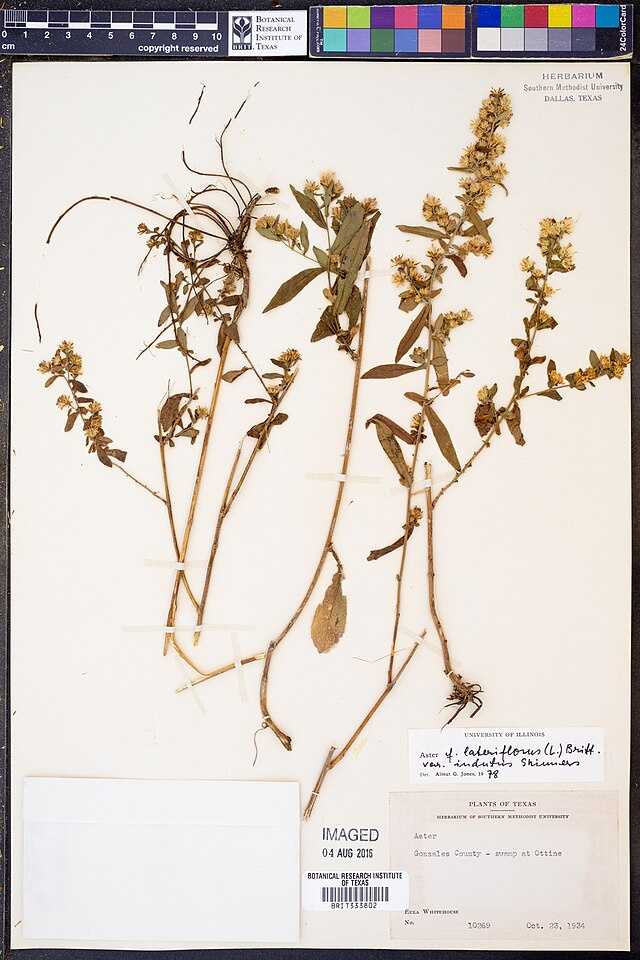 0 1 2 3 4 5 6 7 8 9 10
cm
copyright reserved
BRIT
BOTANICAL
RESEARCH
INSTITUTE OF
TEXAS
24ColorCard
HERBARIUM
Southern Methodist University
DALLAS, TEXAS
UNIVERSITY OF ILLINOIS
Aster cf. lateriflorus (L.) Britt.
var. indutus Shinners
Det. Almut G. Jones, 1978
IMAGED
04 AUG 2016
BOTANICAL RESEARCH INSTITUTE
OF TEXAS
BRIT333802
PLANTS OF TEXAS
HERBARIUM OF SOUTHERN METHODIST UNIVERSITY
Aster
Gonzales County - swamp at Ottine
EULA WHITEHOUSE
No. 10269 Oct. 23, 1934